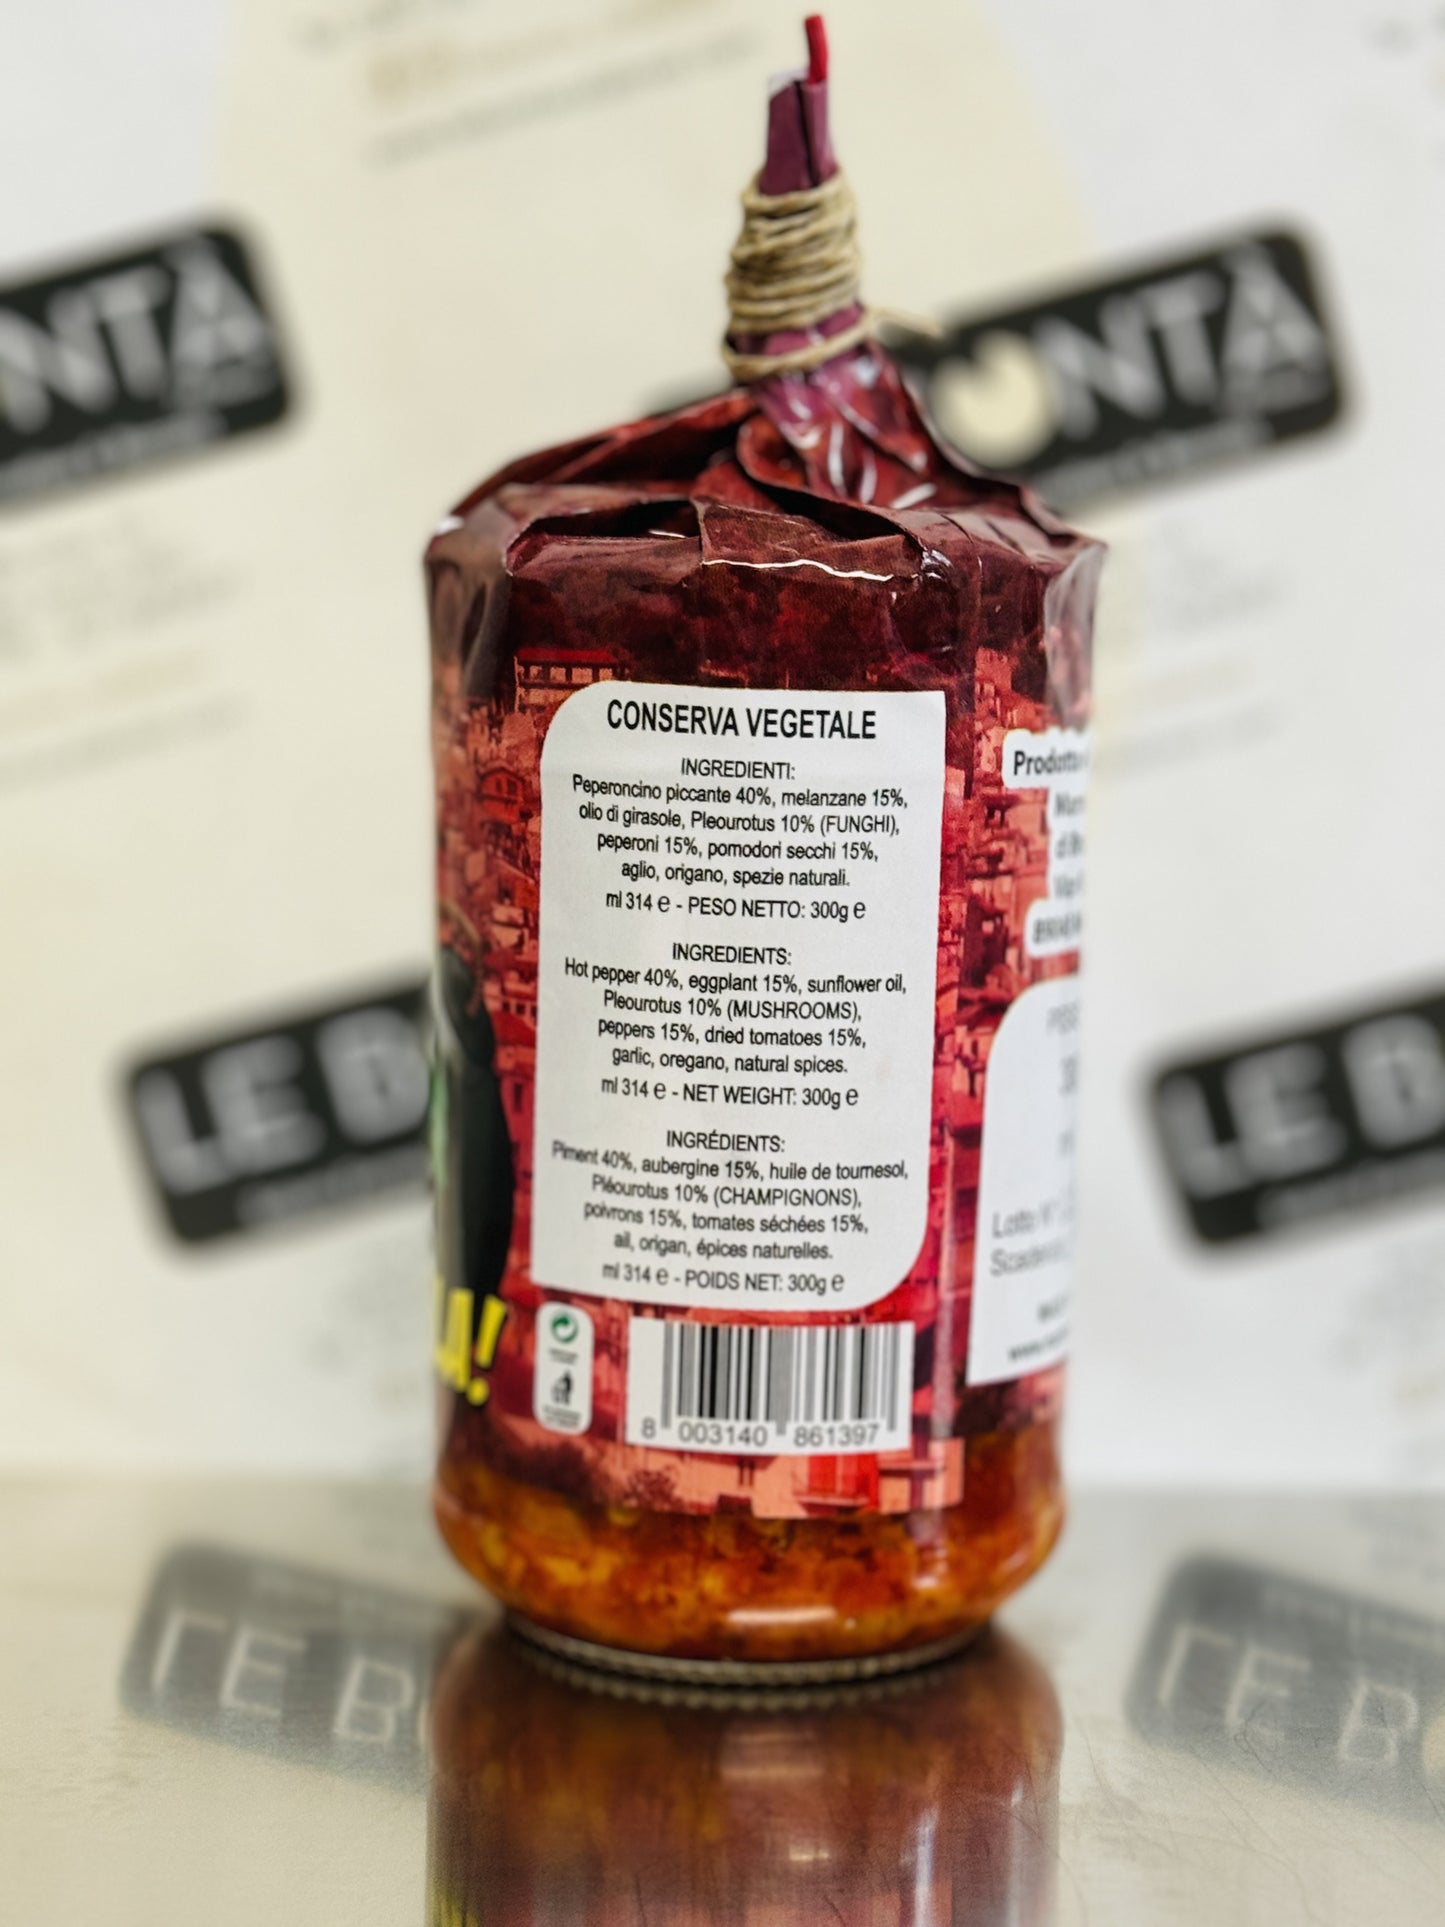 NTÀ
ONTÀ
CONSERVA VEGETALE
INGREDIENTI:
Peperoncino piccante 40%, melanzane 15%,
olio di girasole, Pleourotus 10% (FUNGHI),
peperoni 15%, pomodori secchi 15%,
aglio, origano, spezie naturali.
ml 314 ℮ - PESO NETTO: 300g ℮
INGREDIENTS:
Hot pepper 40%, eggplant 15%, sunflower oil,
Pleourotus 10% (MUSHROOMS),
peppers 15%, dried tomatoes 15%,
garlic, oregano, natural spices.
ml 314 ℮ - NET WEIGHT: 300g ℮
INGRÉDIENTS:
Piment 40%, aubergine 15%, huile de tournesol,
Pléourotus 10% (CHAMPIGNONS),
poivrons 15%, tomates séchées 15%,
ail, origan, épices naturelles.
ml 314 ℮ - POIDS NET: 300g ℮
8 003140 861397
LA!
Lotto N°
LE B
LE B